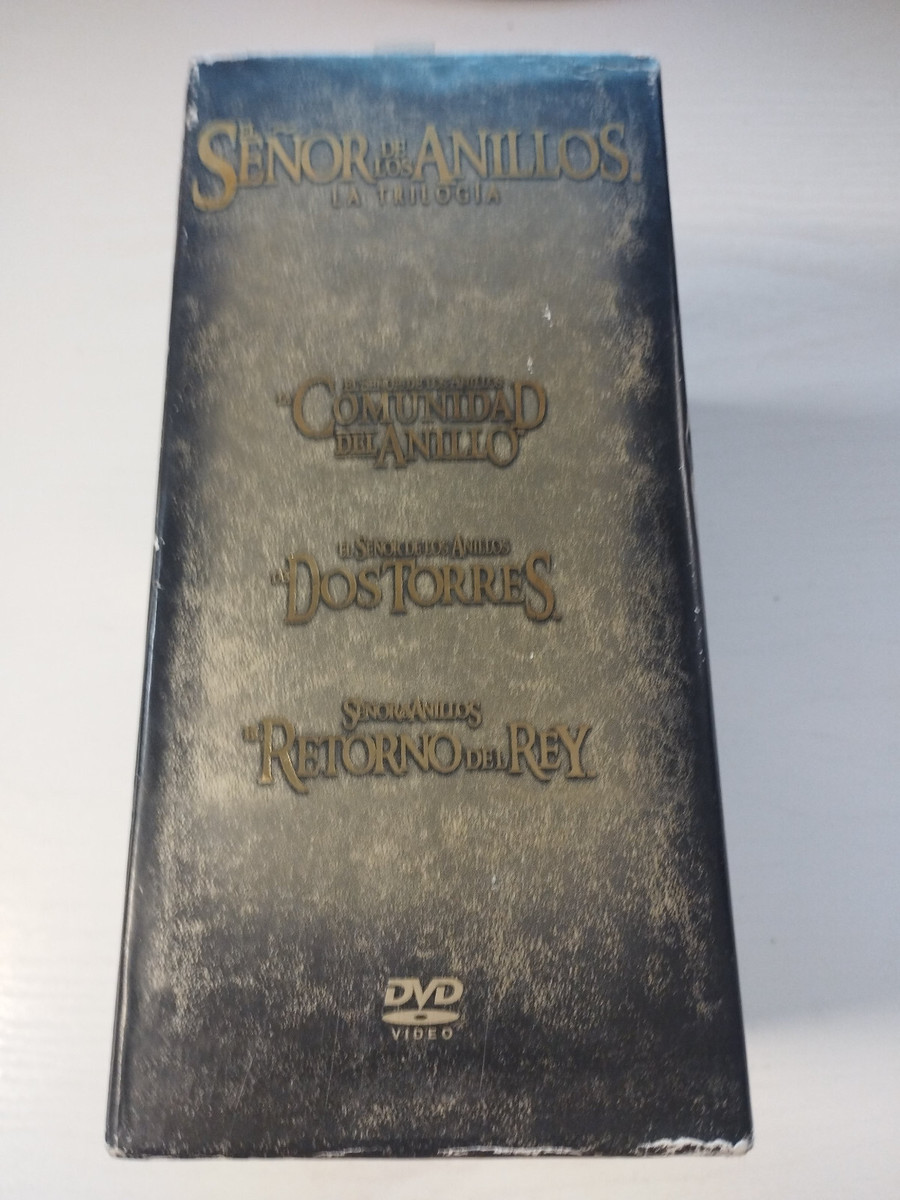 EL SEÑOR DE LOS ANILLOS
LA TRILOGÍA
EL SEÑOR DE LOS ANILLOS
LA COMUNIDAD
DEL ANILLO
EL SEÑOR DE LOS ANILLOS
LAS DOS TORRES
SEÑOR DE LOS ANILLOS
EL RETORNO DEL REY
DVD
VIDEO